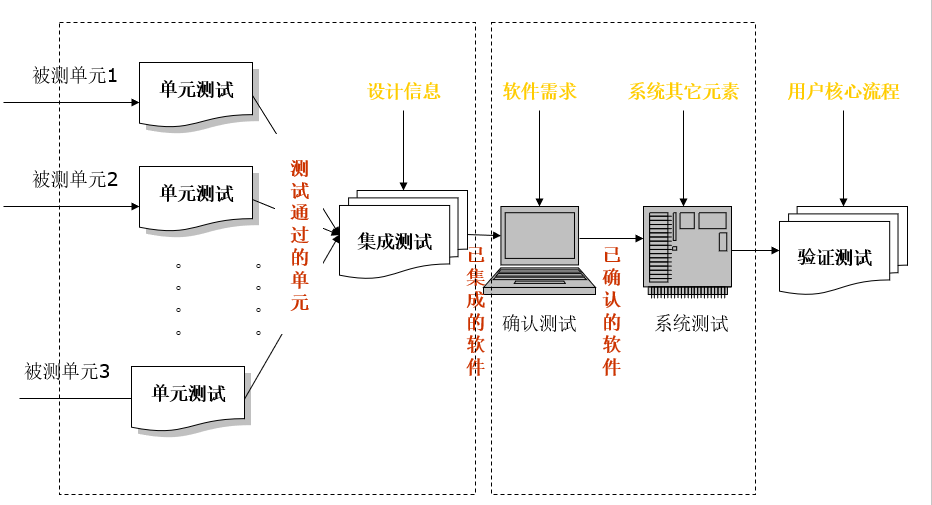 被测单元1
单元测试
被测单元2
单元测试
被测单元3
单元测试
测试通过的单元
设计信息
集成测试
已集成的软件
软件需求
确认测试
已确认的软件
系统其它元素
系统测试
用户核心流程
验证测试